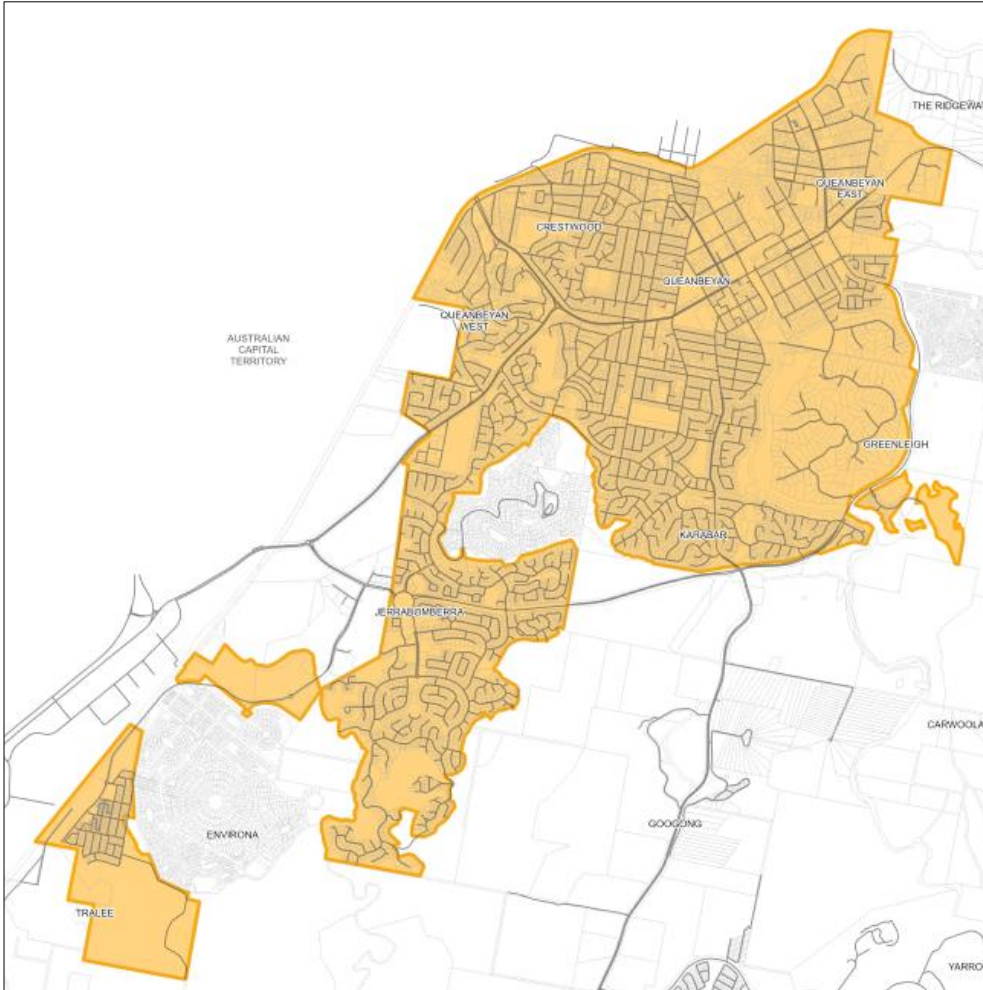 THE RIDGEWA
QUEANBEYAN
EAST
CRESTWOOD
QUEANBEYAN
QUEANBEYAN
WEST
AUSTRALIAN
CAPITAL
TERRITORY
GREENLEIGH
KARABAR
JERRABOMBERRA
CARWOOLA
GOOGONG
ENVIRONA
TRALEE
YARRO